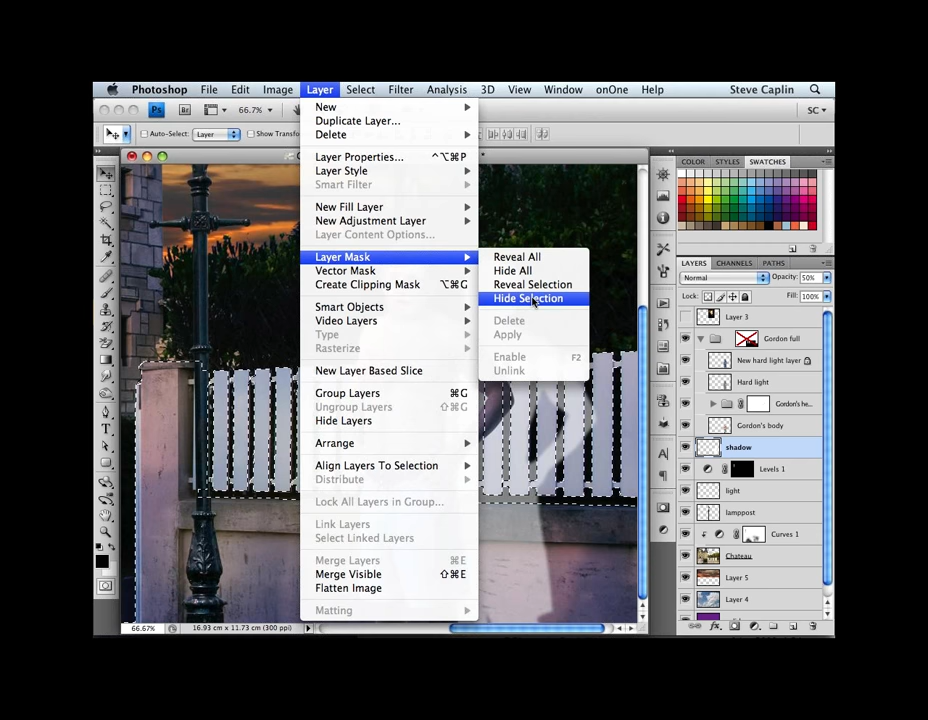 Photoshop File Edit Image Layer Select Filter Analysis 3D View Window onOne Help Steve Caplin
Ps Br 66.7% SC
Auto-Select: Layer Show Transfo
New
Duplicate Layer...
Delete
Layer Properties... ^⌥⌘P
Layer Style
Smart Filter
New Fill Layer
New Adjustment Layer
Layer Content Options...
Layer Mask
Vector Mask
Create Clipping Mask ⌥⌘G
Smart Objects
Video Layers
Type
Rasterize
New Layer Based Slice
Group Layers ⌘G
Ungroup Layers ⇧⌘G
Hide Layers
Arrange
Align Layers To Selection
Distribute
Lock All Layers in Group...
Link Layers
Select Linked Layers
Merge Layers ⌘E
Merge Visible ⇧⌘E
Flatten Image
Matting
Reveal All
Hide All
Reveal Selection
Hide Selection
Delete
Apply
Enable F2
Unlink
COLOR STYLES SWATCHES
LAYERS CHANNELS PATHS
Normal Opacity: 50%
Lock: Fill: 100%
Layer 3
Gordon full
New hard light layer
Hard light
Gordon's he...
Gordon's body
shadow
Levels 1
light
lamppost
Curves 1
Chateau
Layer 5
Layer 4
66.67% 16.93 cm x 11.73 cm (300 ppi)